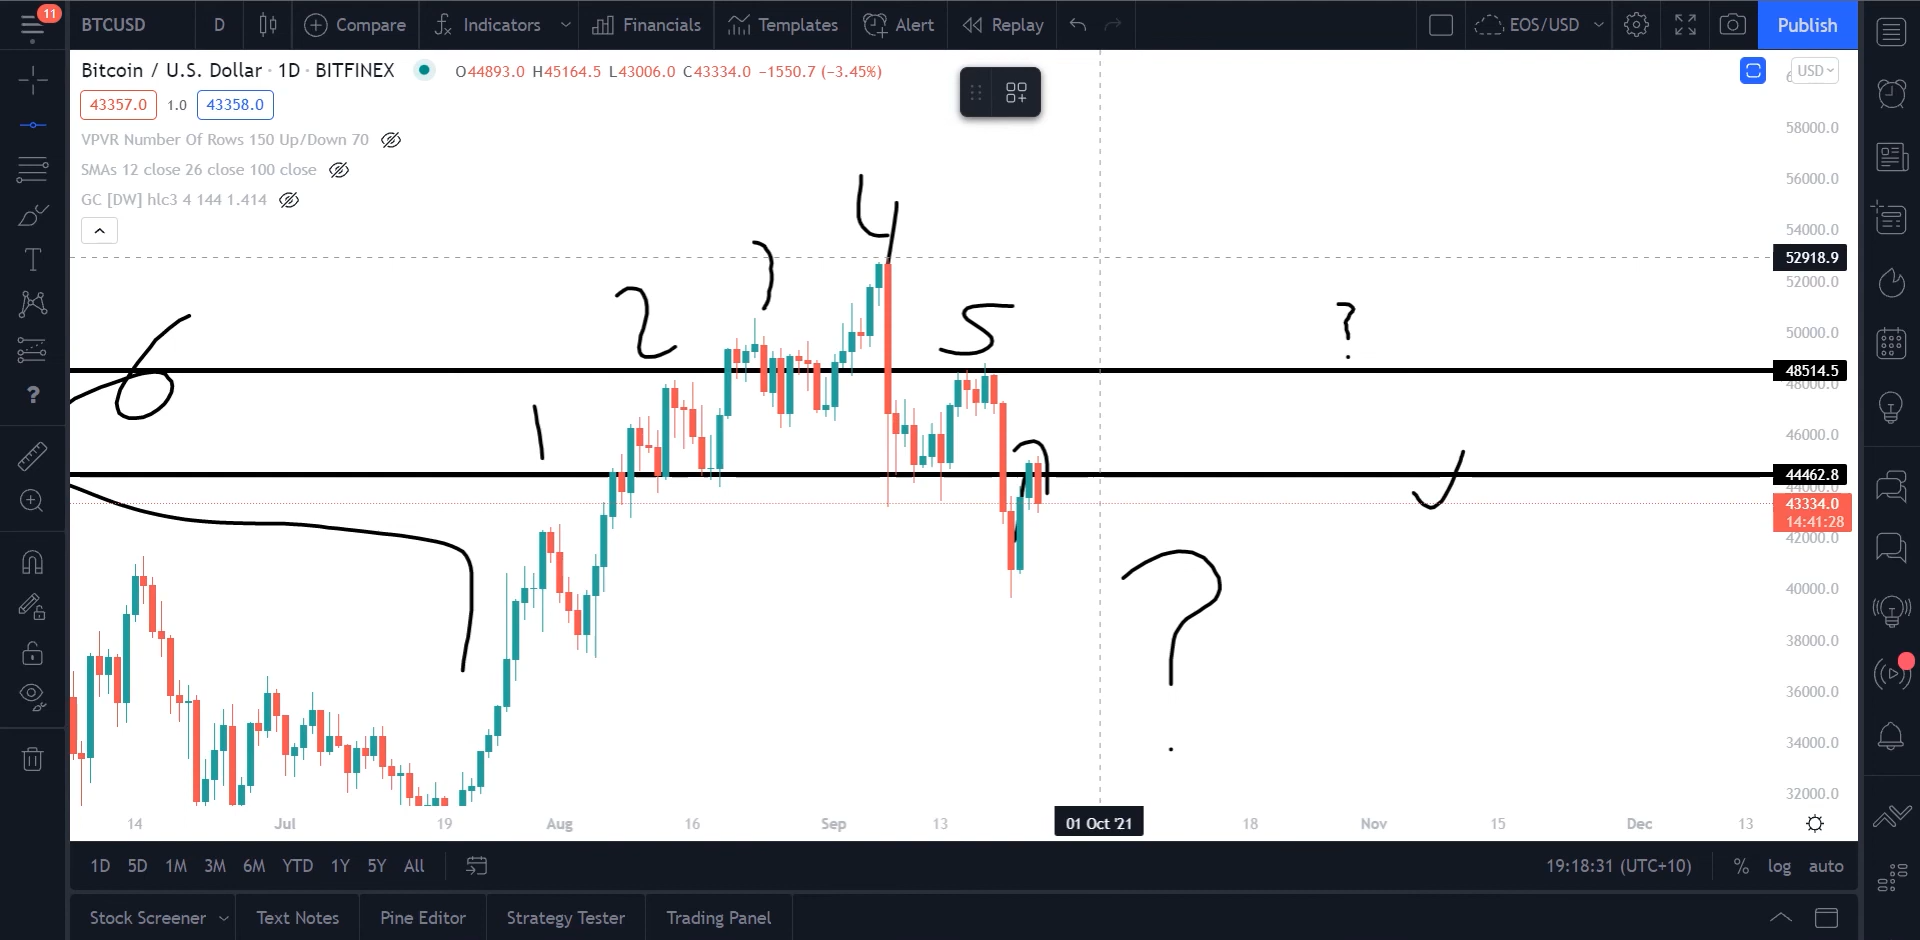 11
BTCUSD D Compare Indicators Financials Templates Alert Replay EOS/USD Publish
Bitcoin / U.S. Dollar · 1D · BITFINEX O44893.0 H45164.5 L43006.0 C43334.0 −1550.7 (−3.45%) USD
43357.0 1.0 43358.0
VPVR Number Of Rows 150 Up/Down 70
SMAs 12 close 26 close 100 close
GC [DW] hlc3 4 144 1.414
58000.0
56000.0
4
54000.0
52918.9
52000.0
2 5 ?
50000.0
6
48514.5
48000.0
1
46000.0
44462.8
44000.0
43334.0
14:41:28
42000.0
?
40000.0
38000.0
36000.0
34000.0
32000.0
14 Jul 19 Aug 16 Sep 13 01 Oct '21 18 Nov 15 Dec 13
1D 5D 1M 3M 6M YTD 1Y 5Y All 19:18:31 (UTC+10) % log auto
Stock Screener Text Notes Pine Editor Strategy Tester Trading Panel